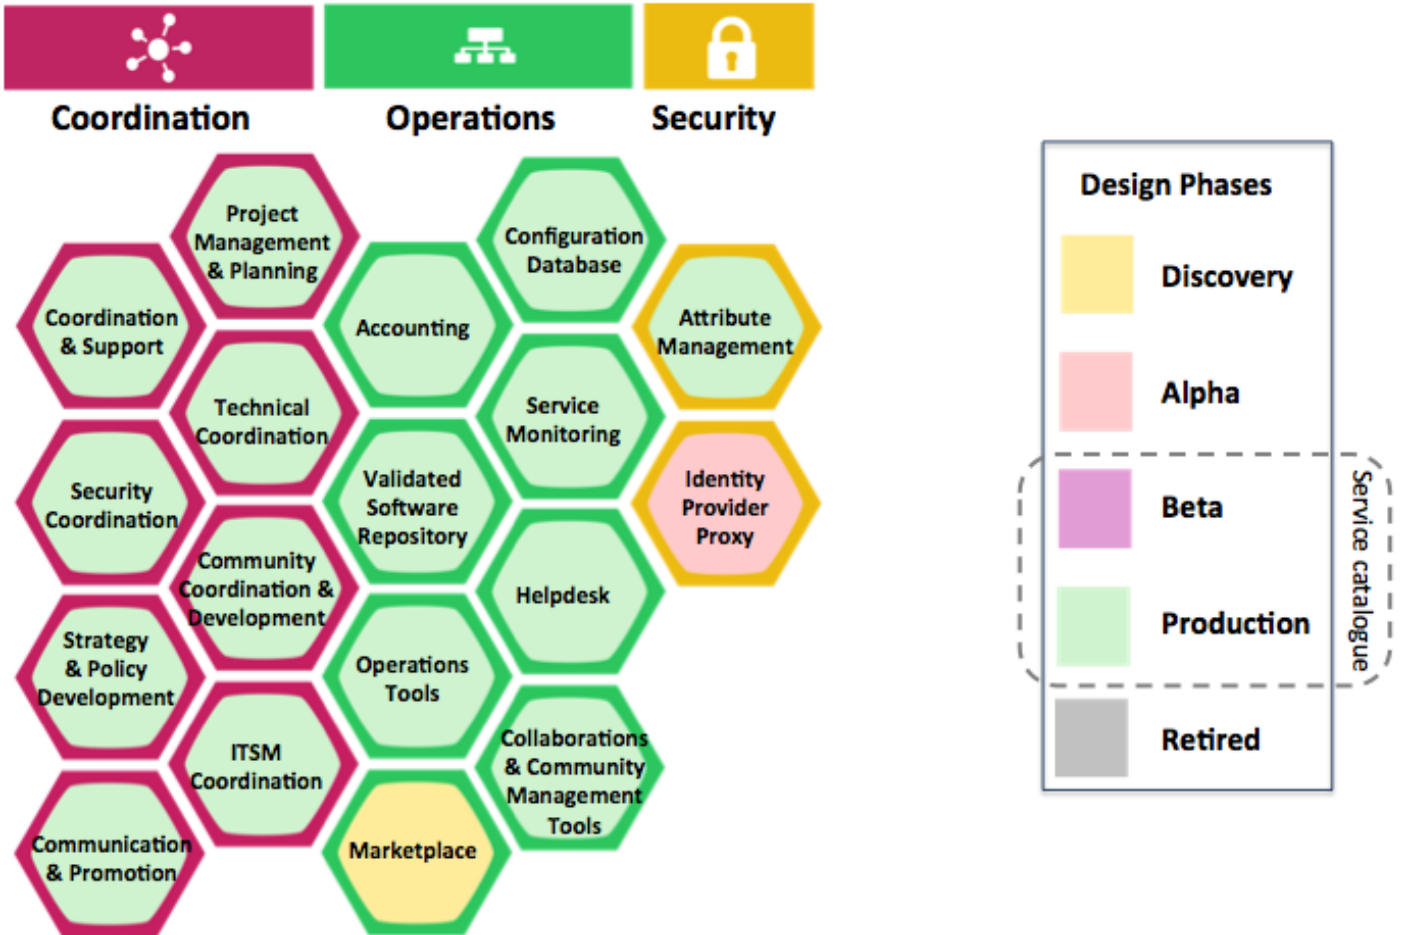 Coordination
Operations
Security
Project
Management
& Planning
Configuration
Database
Coordination
& Support
Accounting
Attribute
Management
Technical
Coordination
Service
Monitoring
Security
Coordination
Validated
Software
Repository
Identity
Provider
Proxy
Community
Coordination &
Development
Helpdesk
Strategy
& Policy
Development
Operations
Tools
ITSM
Coordination
Collaborations
& Community
Management
Tools
Communication
& Promotion
Marketplace
Design Phases
Discovery
Alpha
Beta
Production
Retired
Service catalogue